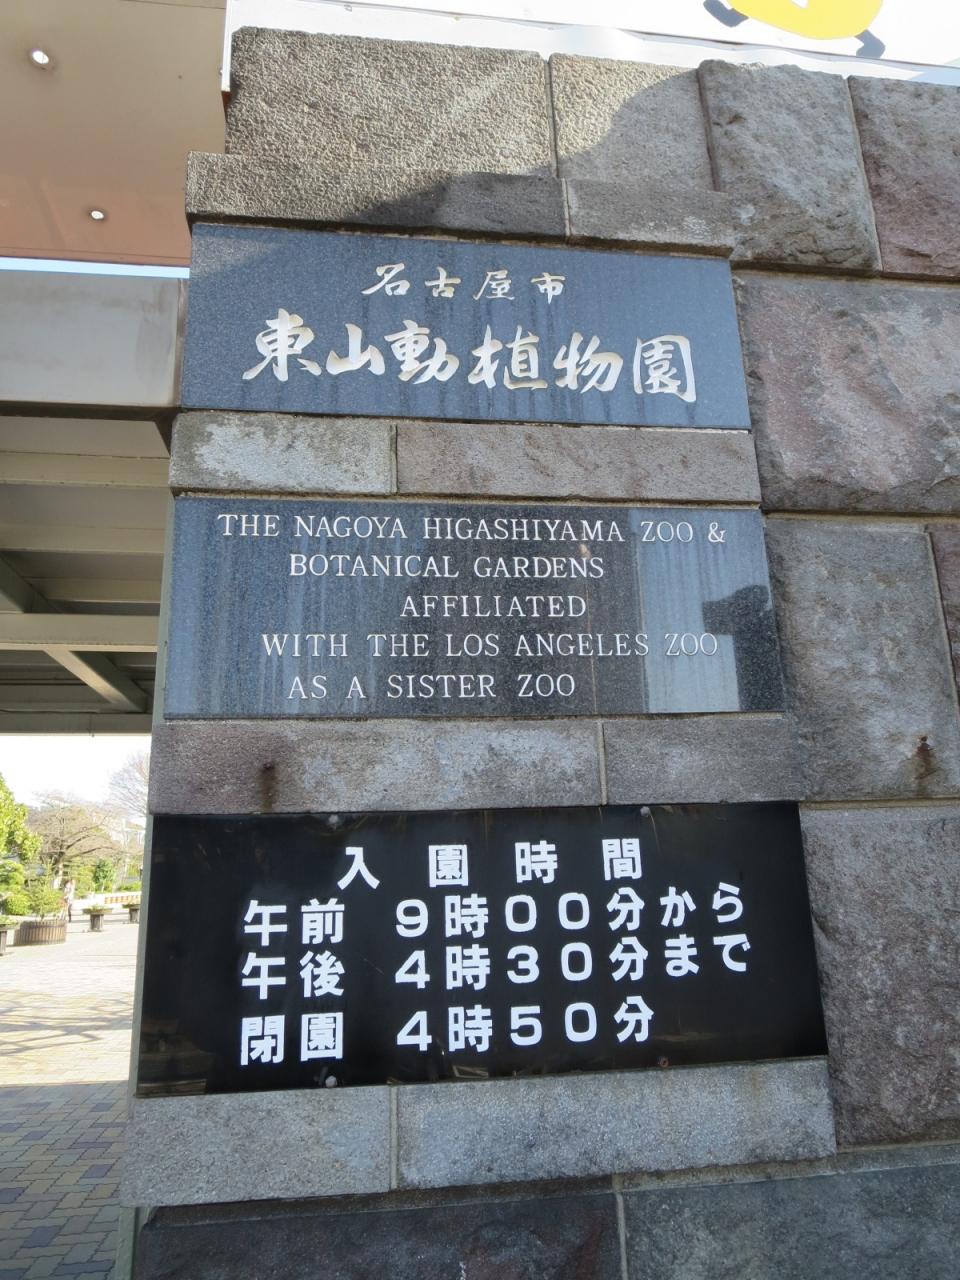 名古屋市
東山動植物園
THE NAGOYA HIGASHIYAMA ZOO &
BOTANICAL GARDENS
AFFILIATED
WITH THE LOS ANGELES ZOO
AS A SISTER ZOO
入園時間
午前 9時00分から
午後 4時30分まで
閉園 4時50分